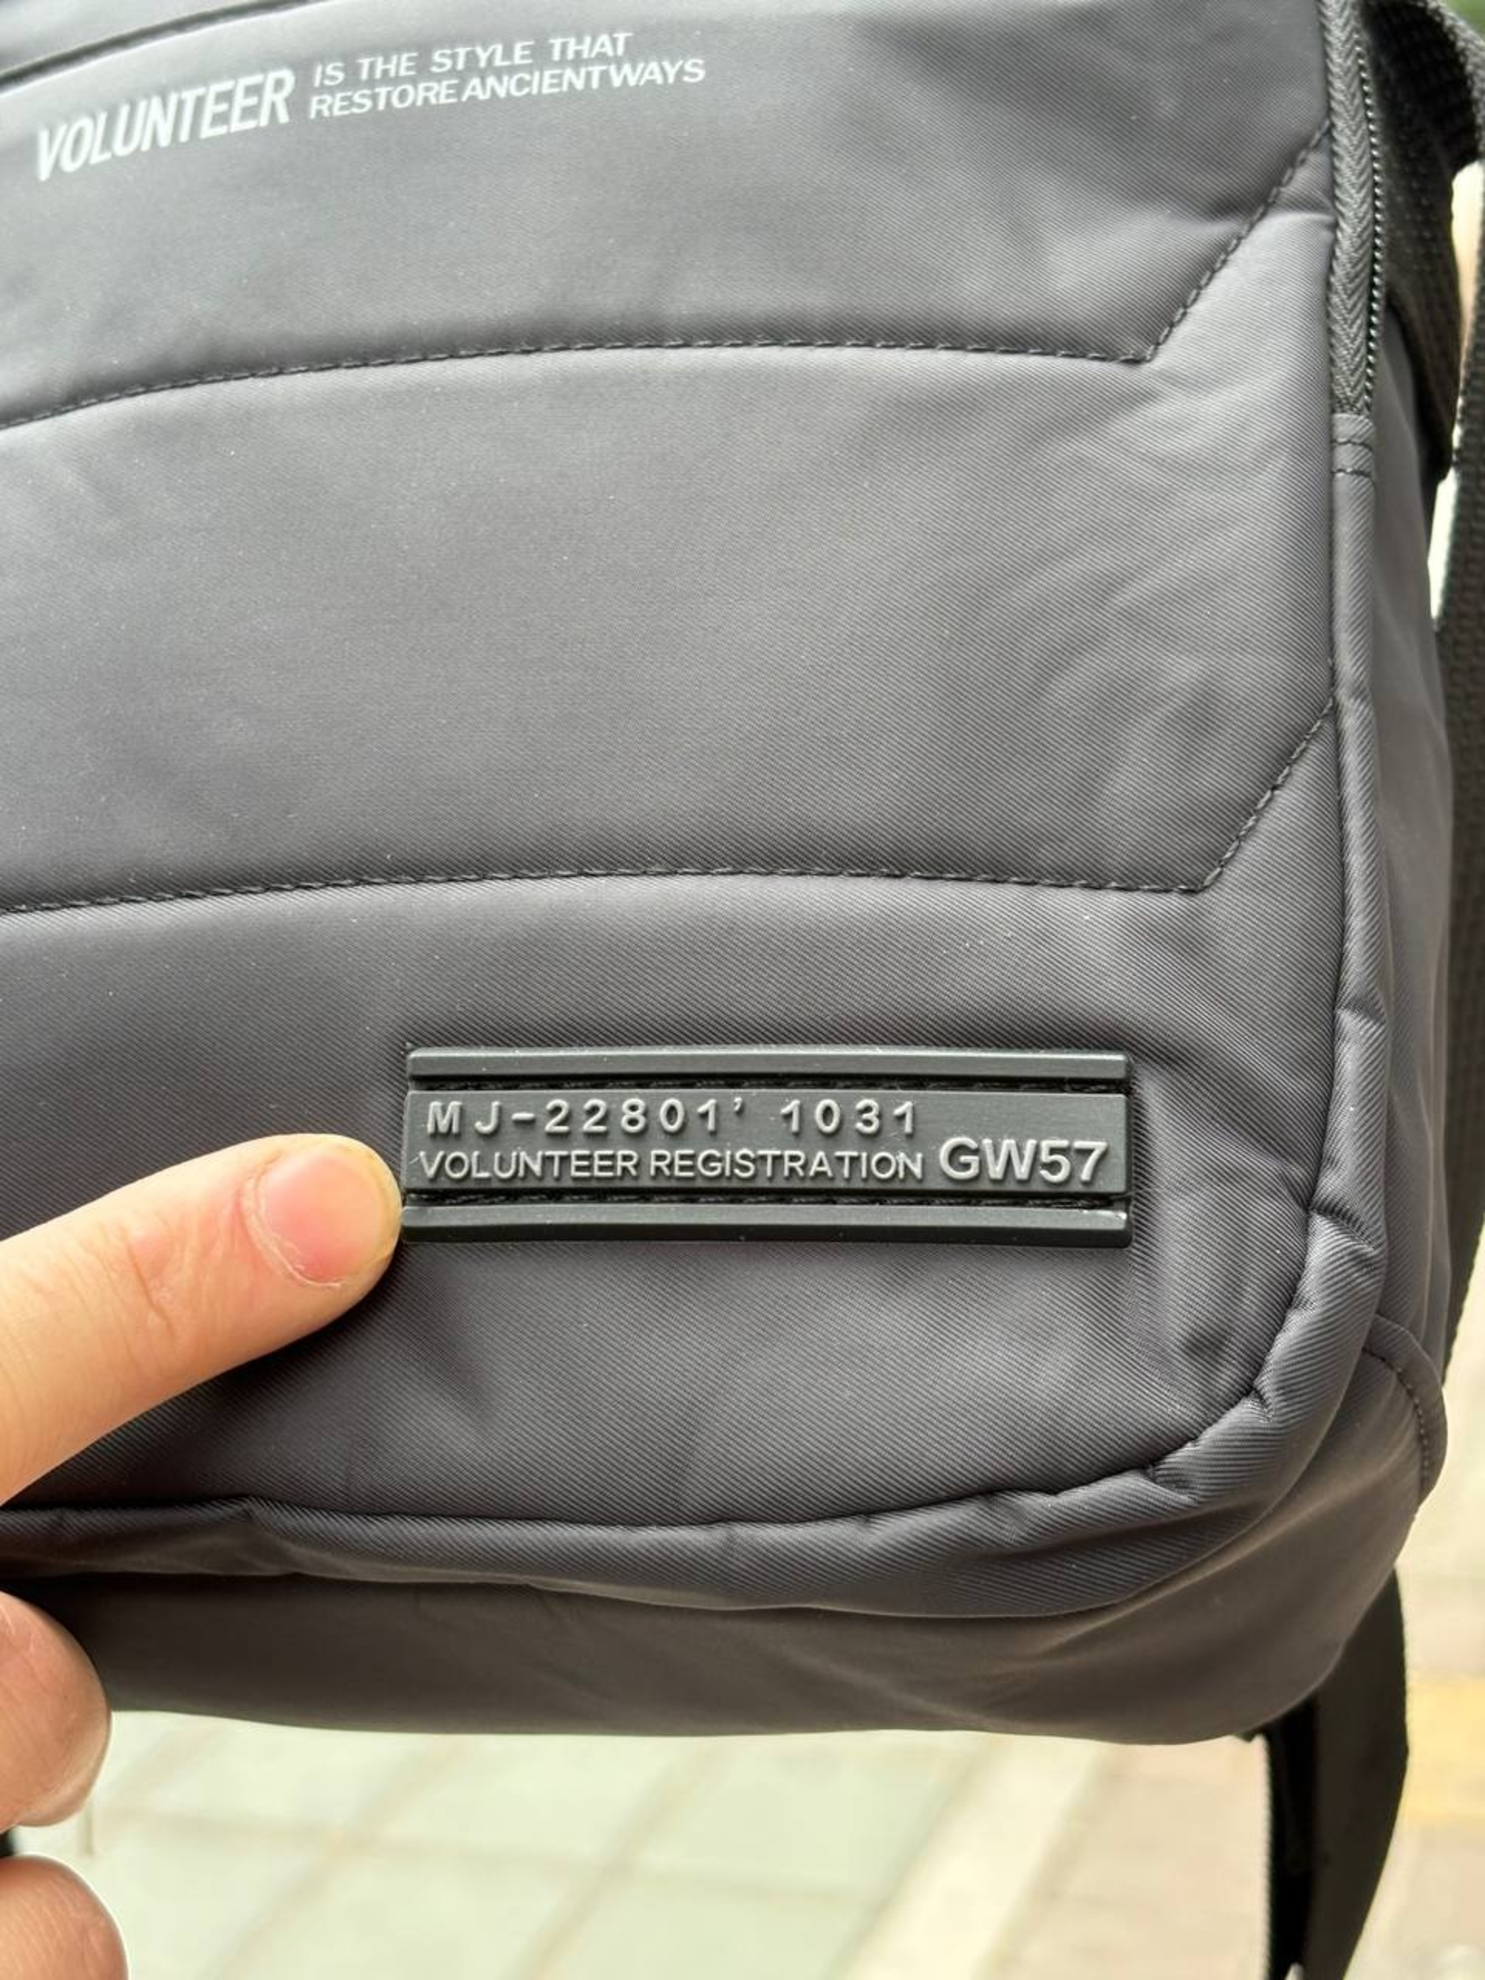 VOLUNTEER IS THE STYLE THAT
RESTORE ANCIENTWAYS
MJ-22801’ 1031
VOLUNTEER REGISTRATION GW57